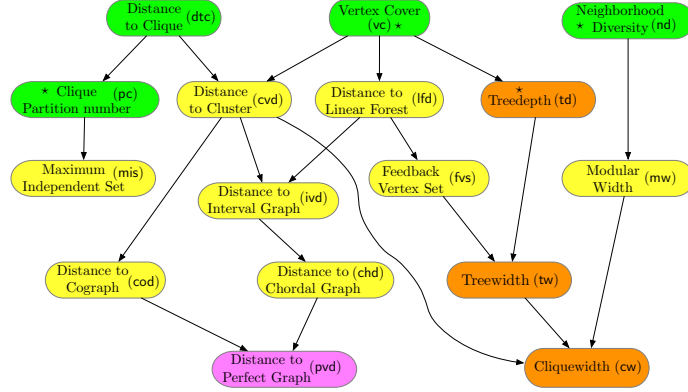 Distance
to Clique (dtc)
Vertex Cover
(vc) ⋆
Neighborhood
⋆ Diversity (nd)
⋆ Clique (pc)
Partition number
Distance
to Cluster (cvd)
Distance to
Linear Forest (lfd)
⋆
Treedepth (td)
Maximum (mis)
Independent Set
Distance to
Interval Graph (ivd)
Feedback
Vertex Set (fvs)
Modular
Width (mw)
Distance to
Cograph (cod)
Distance to (chd)
Chordal Graph
Treewidth (tw)
Distance to
Perfect Graph (pvd)
Cliquewidth (cw)